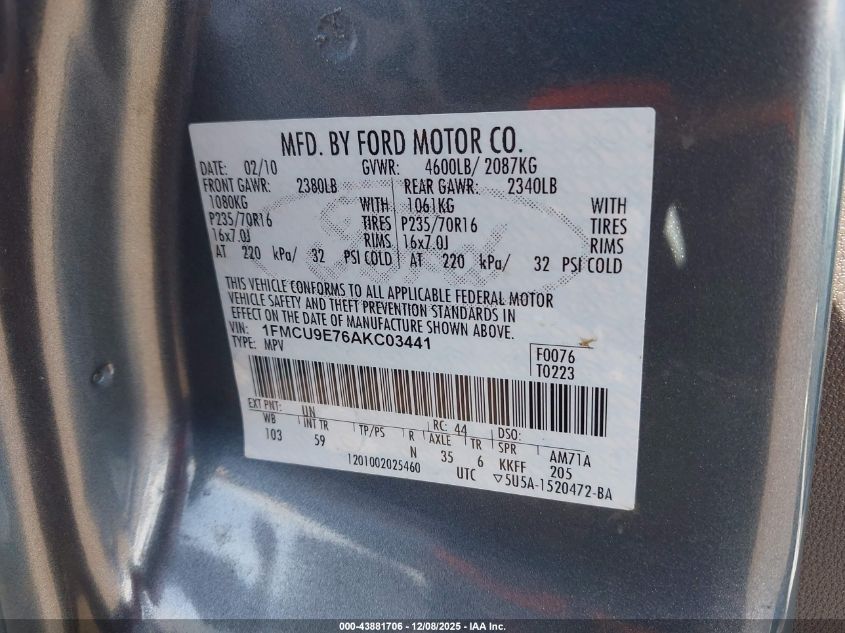 MFD. BY FORD MOTOR CO.
DATE: 02/10 GVWR: 4600LB/ 2087KG
FRONT GAWR: 2380LB REAR GAWR: 2340LB
1080KG WITH 1061KG WITH
P235/70R16 TIRES P235/70R16 TIRES
16x7.0J RIMS 16x7.0J RIMS
AT 220 kPa/ 32 PSI COLD AT 220 kPa/ 32 PSI COLD
THIS VEHICLE CONFORMS TO ALL APPLICABLE FEDERAL MOTOR
VEHICLE SAFETY AND THEFT PREVENTION STANDARDS IN
EFFECT ON THE DATE OF MANUFACTURE SHOWN ABOVE.
VIN: 1FMCU9E76AKC03441
TYPE: MPV
F0076
T0223
EXT PNT: UN RC: 44 DSO:
WB INT TR TP/PS R AXLE TR SPR AM71A
103 59 N 35 6 KKFF 205
1201002025460 UTC ▽5U5A-1520472-BA
Ford
000-43881706 - 12/08/2025 - IAA Inc.